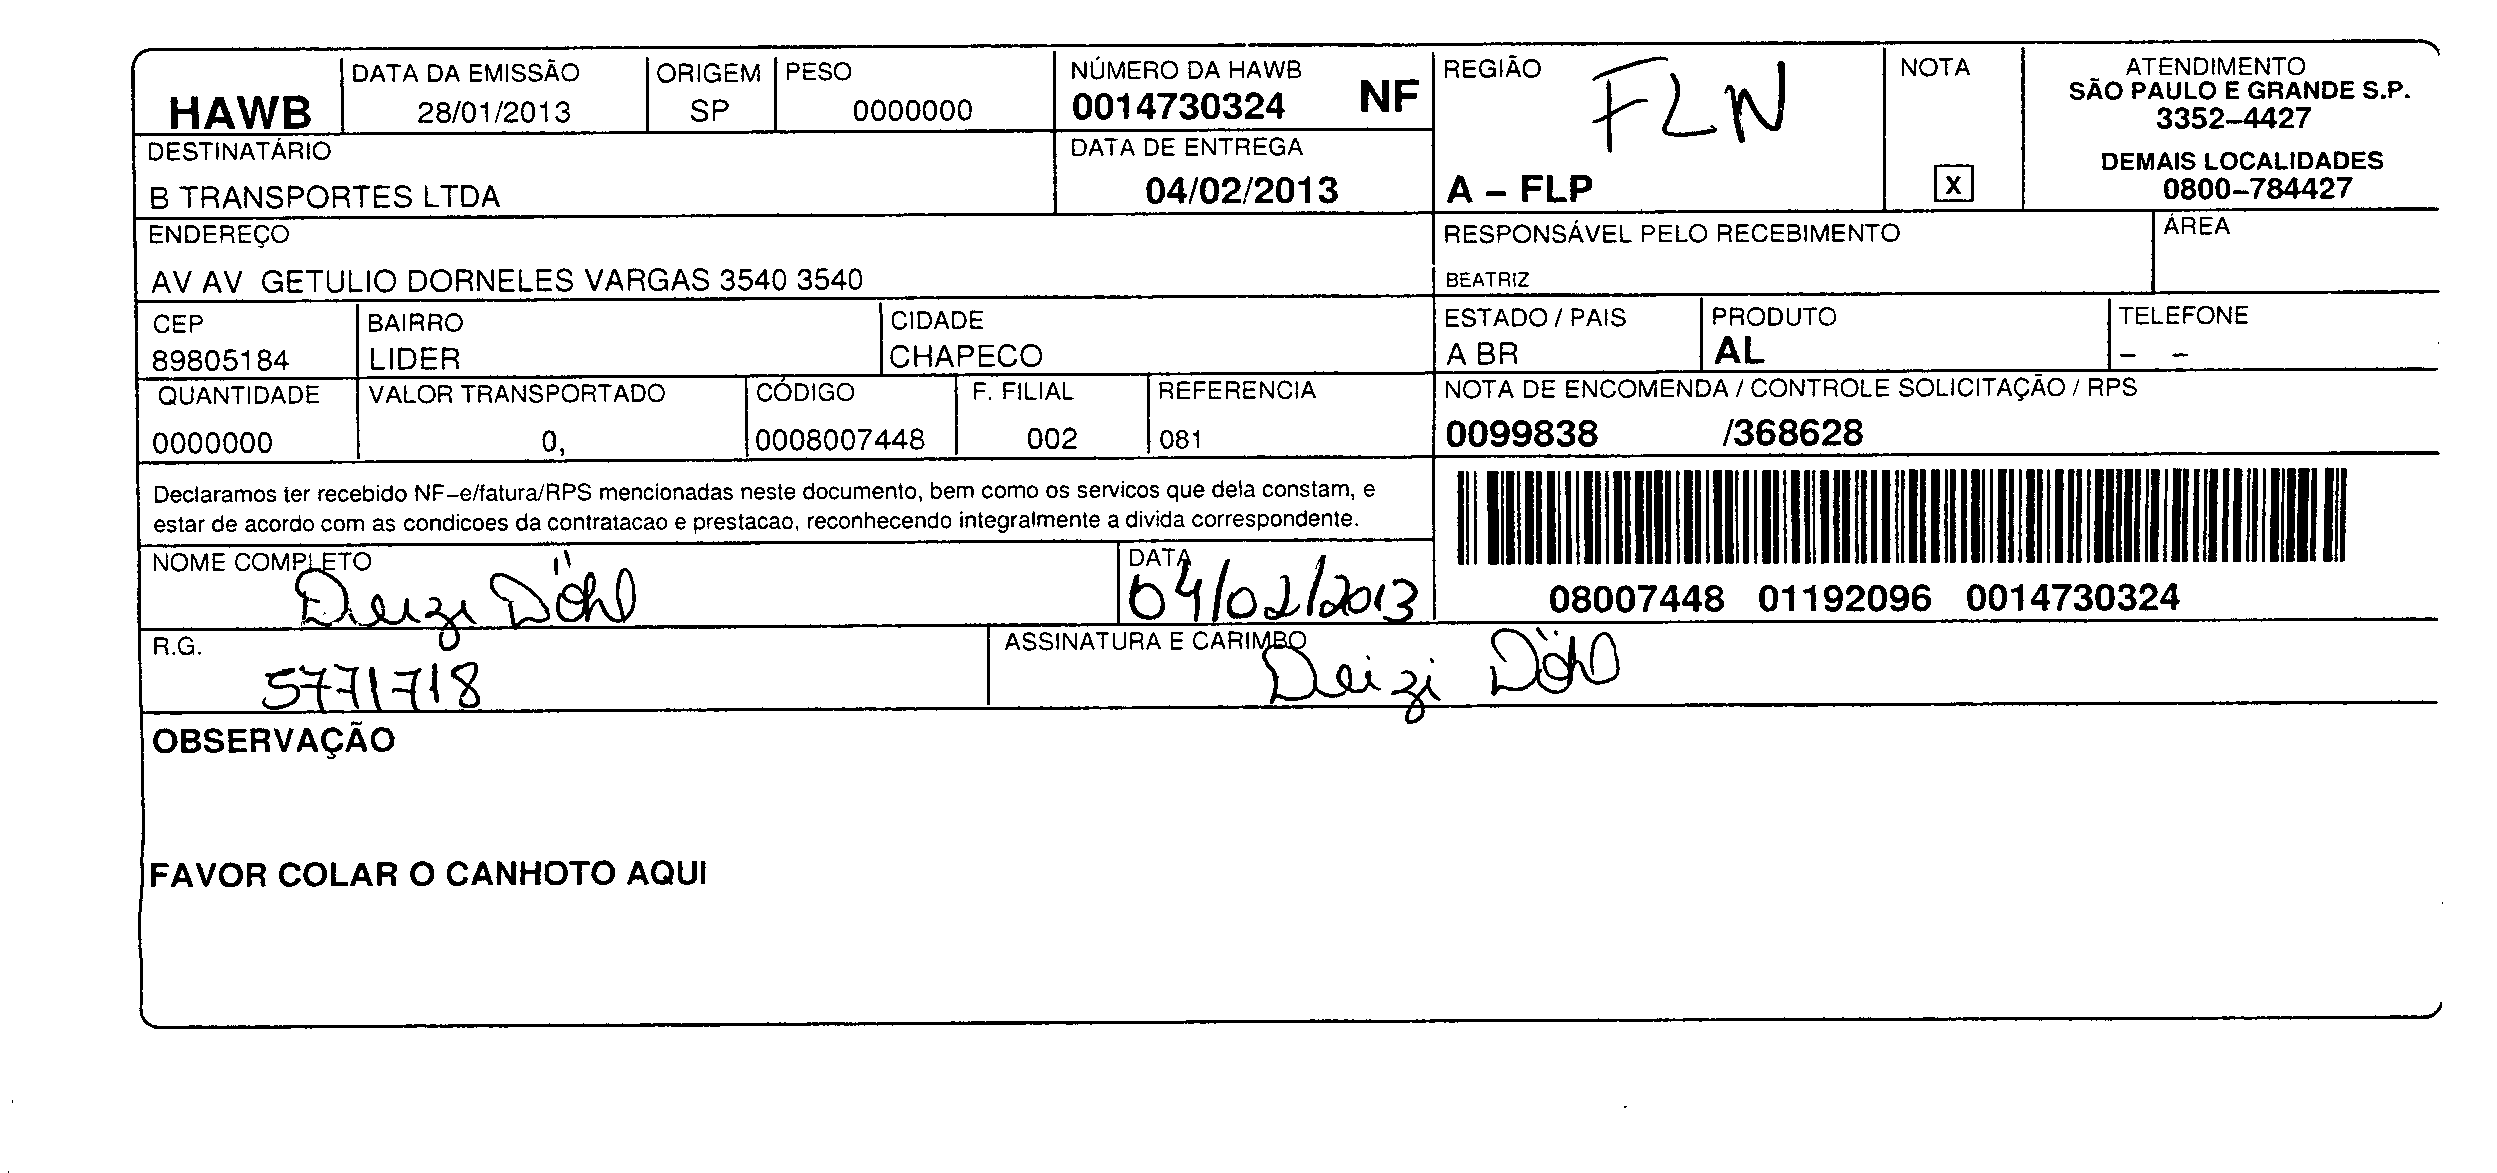 HAWB
DATA DA EMISSÃO
28/01/2013
ORIGEM
SP
PESO
0000000
NÚMERO DA HAWB
0014730324 NF
REGIÃO
FLN
A – FLP
NOTA
X
ATENDIMENTO
SÃO PAULO E GRANDE S.P.
3352–4427
DEMAIS LOCALIDADES
0800–784427
DESTINATÁRIO
B TRANSPORTES LTDA
DATA DE ENTREGA
04/02/2013
ENDEREÇO
AV AV GETULIO DORNELES VARGAS 3540 3540
RESPONSÁVEL PELO RECEBIMENTO
BEATRIZ
ÁREA
CEP
89805184
BAIRRO
LIDER
CIDADE
CHAPECO
ESTADO / PAIS
A BR
PRODUTO
AL
TELEFONE
– –
QUANTIDADE
0000000
VALOR TRANSPORTADO
0,
CÓDIGO
0008007448
F. FILIAL
002
REFERENCIA
081
NOTA DE ENCOMENDA / CONTROLE SOLICITAÇÃO / RPS
0099838 /368628
Declaramos ter recebido NF–e/fatura/RPS mencionadas neste documento, bem como os servicos que dela constam, e
estar de acordo com as condicoes da contratacao e prestacao, reconhecendo integralmente a divida correspondente.
08007448 01192096 0014730324
NOME COMPLETO
Deizi Döhl
DATA
04/02/2013
R.G.
5771718
ASSINATURA E CARIMBO
Deizi Döhl
OBSERVAÇÃO
FAVOR COLAR O CANHOTO AQUI